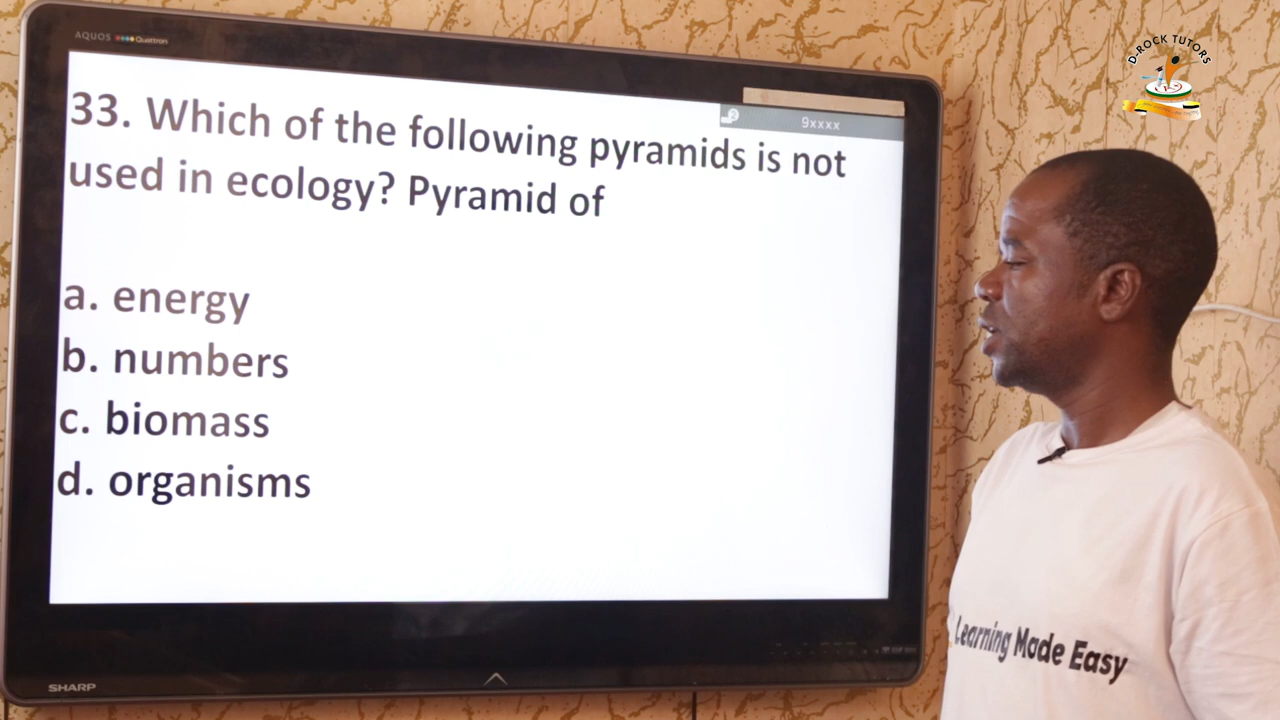 AQUOS Quattron
D-ROCK TUTORS
9xxxx
33. Which of the following pyramids is not
used in ecology? Pyramid of
a. energy
b. numbers
c. biomass
d. organisms
Learning Made Easy
SHARP